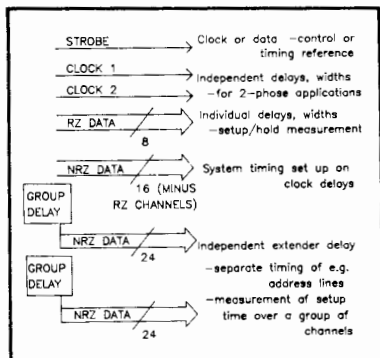 STROBE
Clock or data -control or
timing reference
CLOCK 1
Independent delays, widths
CLOCK 2
-for 2-phase applications
Individual delays, widths
RZ DATA
-setup/hold measurement
8
NRZ DATA
System timing set up on
clock delays
16 (MINUS
RZ CHANNELS)
GROUP
DELAY
NRZ DATA
Independent extender delay
24
-separate timing of e.g.
address lines
GROUP
DELAY
-measurement of setup
time over a group of
channels
NRZ DATA
24